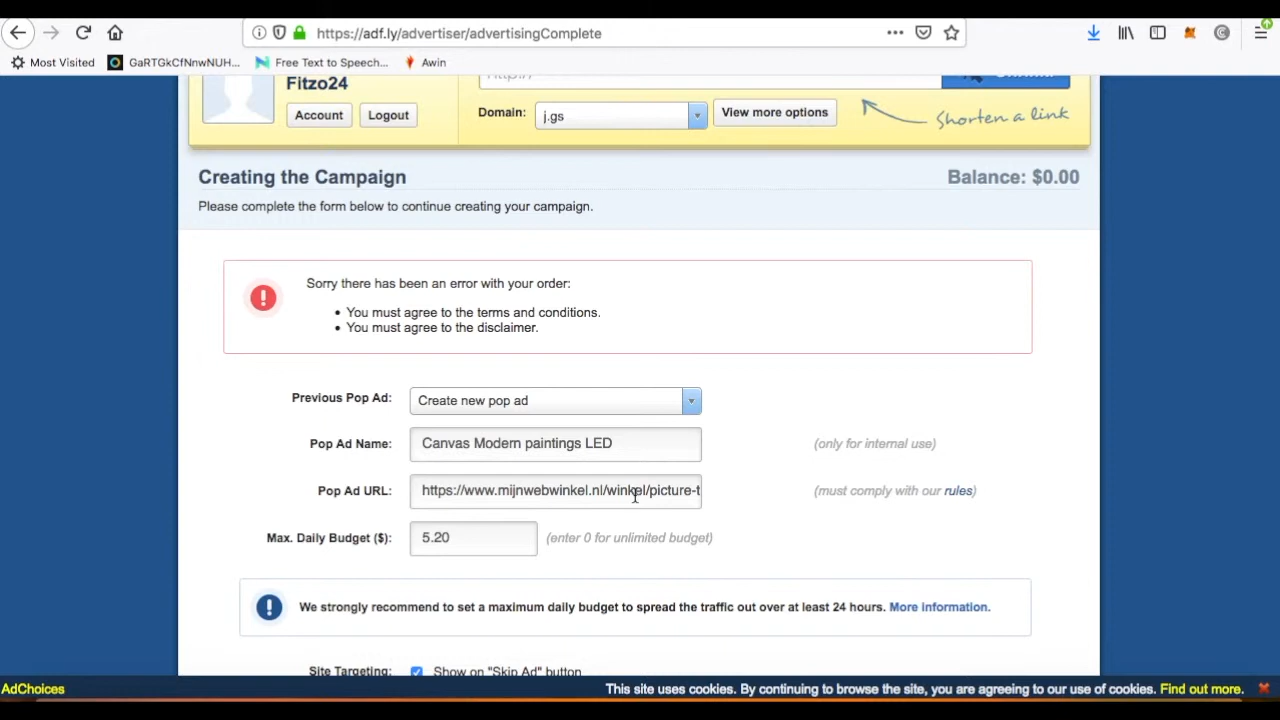 https://adf.ly/advertiser/advertisingComplete
Most Visited GaRTGkCfNnwNUH... Free Text to Speech... Awin
Fitzo24
Account Logout
Domain: j.gs View more options
Shorten a link
Creating the Campaign Balance: $0.00
Please complete the form below to continue creating your campaign.
Sorry there has been an error with your order:
• You must agree to the terms and conditions.
• You must agree to the disclaimer.
Previous Pop Ad: Create new pop ad
Pop Ad Name: Canvas Modern paintings LED (only for internal use)
Pop Ad URL: https://www.mijnwebwinkel.nl/winkel/picture-t (must comply with our rules)
Max. Daily Budget ($): 5.20 (enter 0 for unlimited budget)
We strongly recommend to set a maximum daily budget to spread the traffic out over at least 24 hours. More information.
Site Targeting: Show on "Skip Ad" button
AdChoices This site uses cookies. By continuing to browse the site, you are agreeing to our use of cookies. Find out more.